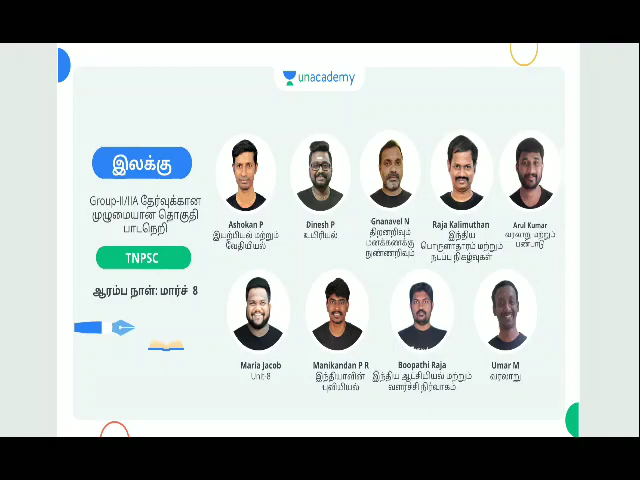 unacademy
இலக்கு
Group-II/IIA தேர்வுக்கான
முழுமையான தொகுதி
பாடநெறி
TNPSC
ஆரம்ப நாள்: மார்ச் 8
Ashokan P
இயற்பியல் மற்றும்
வேதியியல்
Dinesh P
உயிரியல்
Gnanavel N
திறனறிவும்
மனக்கணக்கு
நுண்ணறிவும்
Raja Kalimuthan
இந்திய
பொருளாதாரம் மற்றும்
நடப்பு நிகழ்வுகள்
Arul Kumar
வரலாறு மற்றும்
பண்பாடு
Maria Jacob
Unit-8
Manikandan P R
இந்தியாவின்
புவியியல்
Boopathi Raja
இந்திய ஆட்சியியல் மற்றும்
வளர்ச்சி நிர்வாகம்
Umar M
வரலாறு